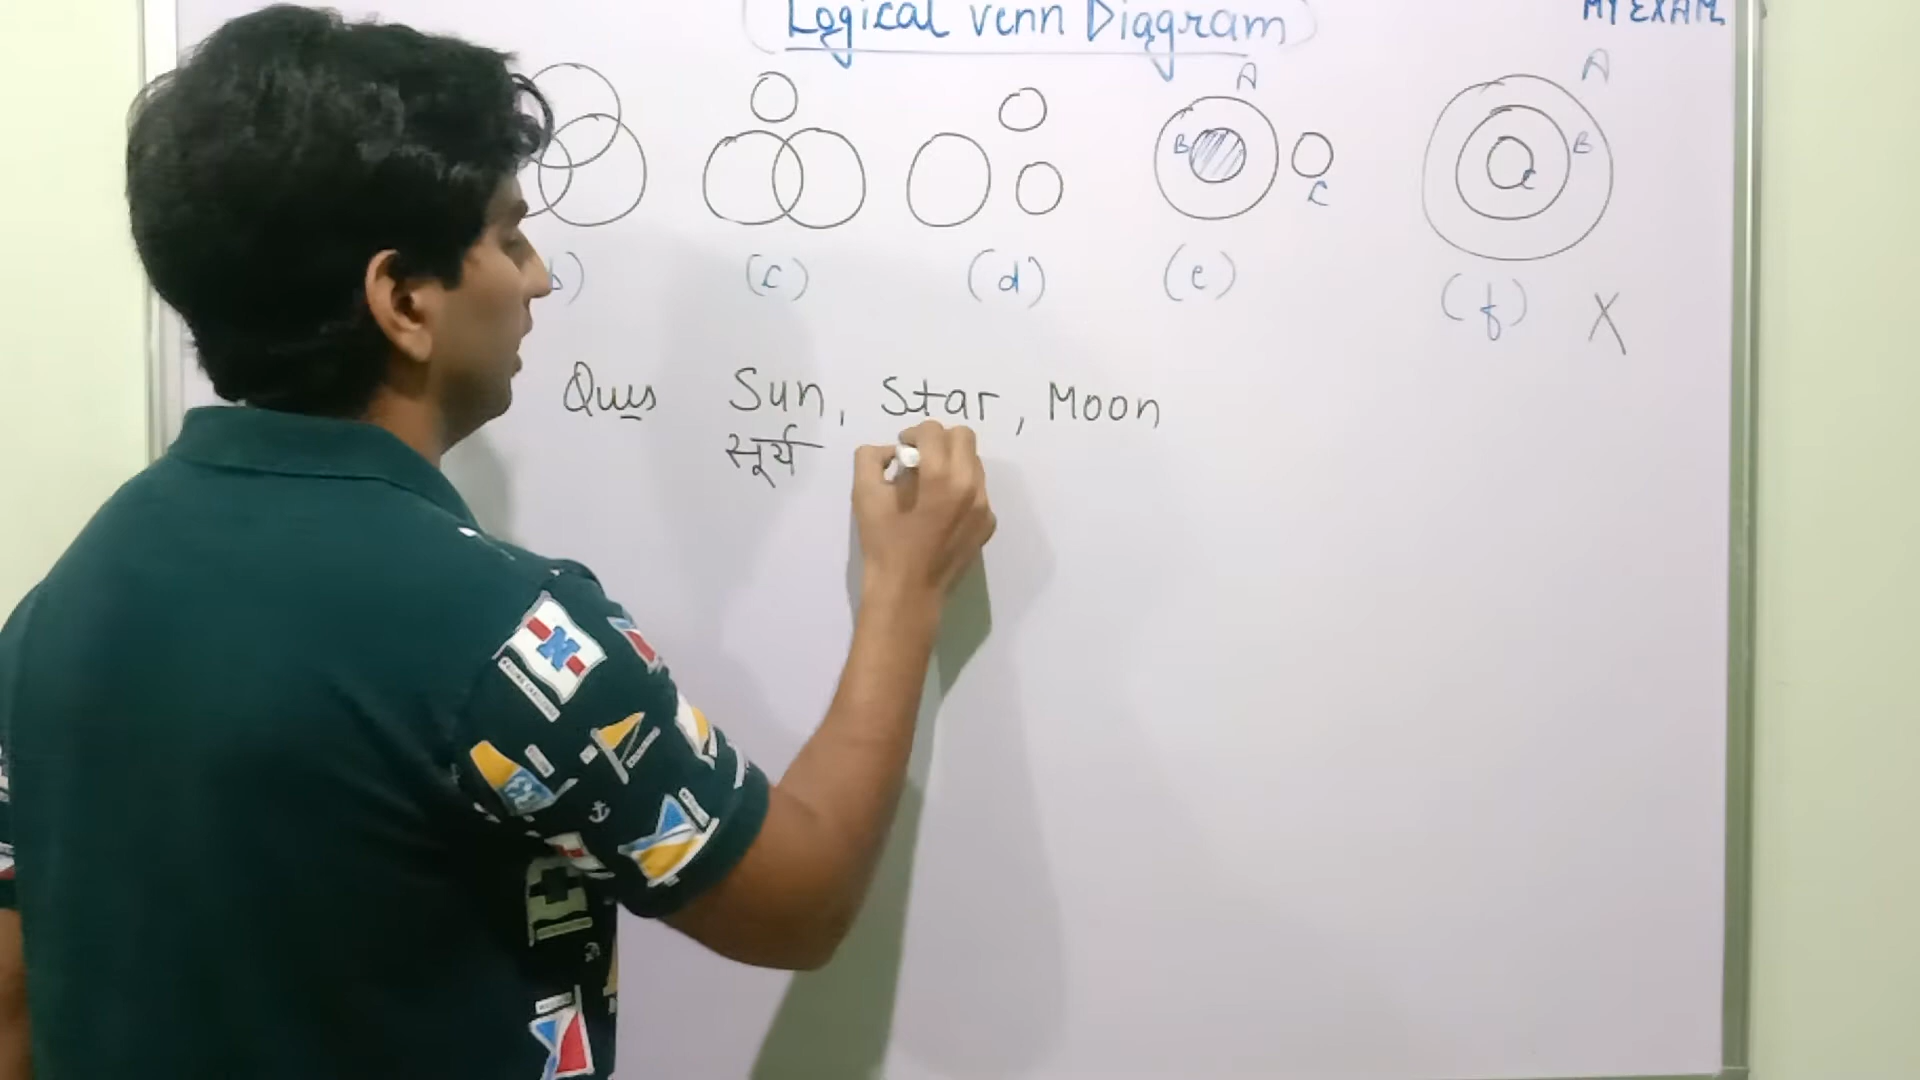 Logical Venn Diagram
MY EXAM
A
B
C
A
B
C
b)
(c)
(d)
(e)
(f) X
Ques Sun, Star, Moon
सूर्य
N